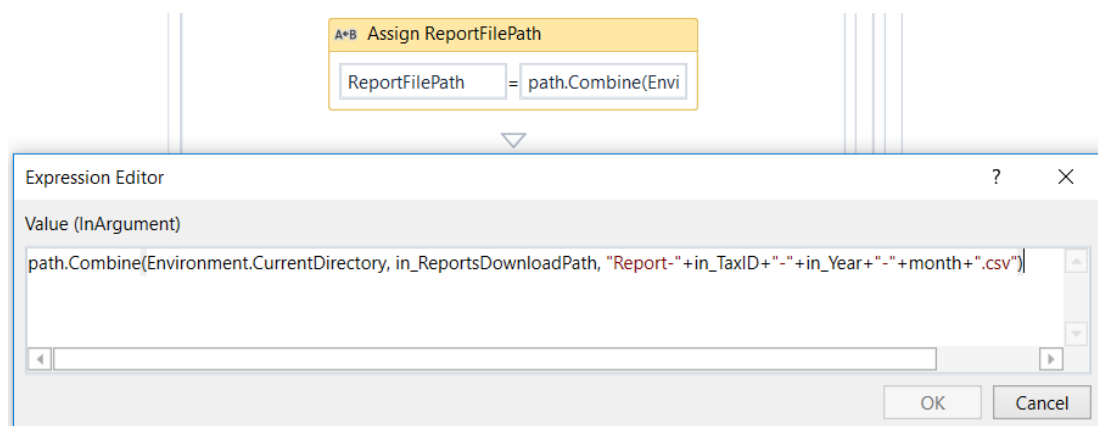 A+B Assign ReportFilePath
ReportFilePath = path.Combine(Envi
Expression Editor ? X
Value (InArgument)
path.Combine(Environment.CurrentDirectory, in_ReportsDownloadPath, "Report-"+in_TaxID+"-"+in_Year+"-"+month+".csv")
OK Cancel